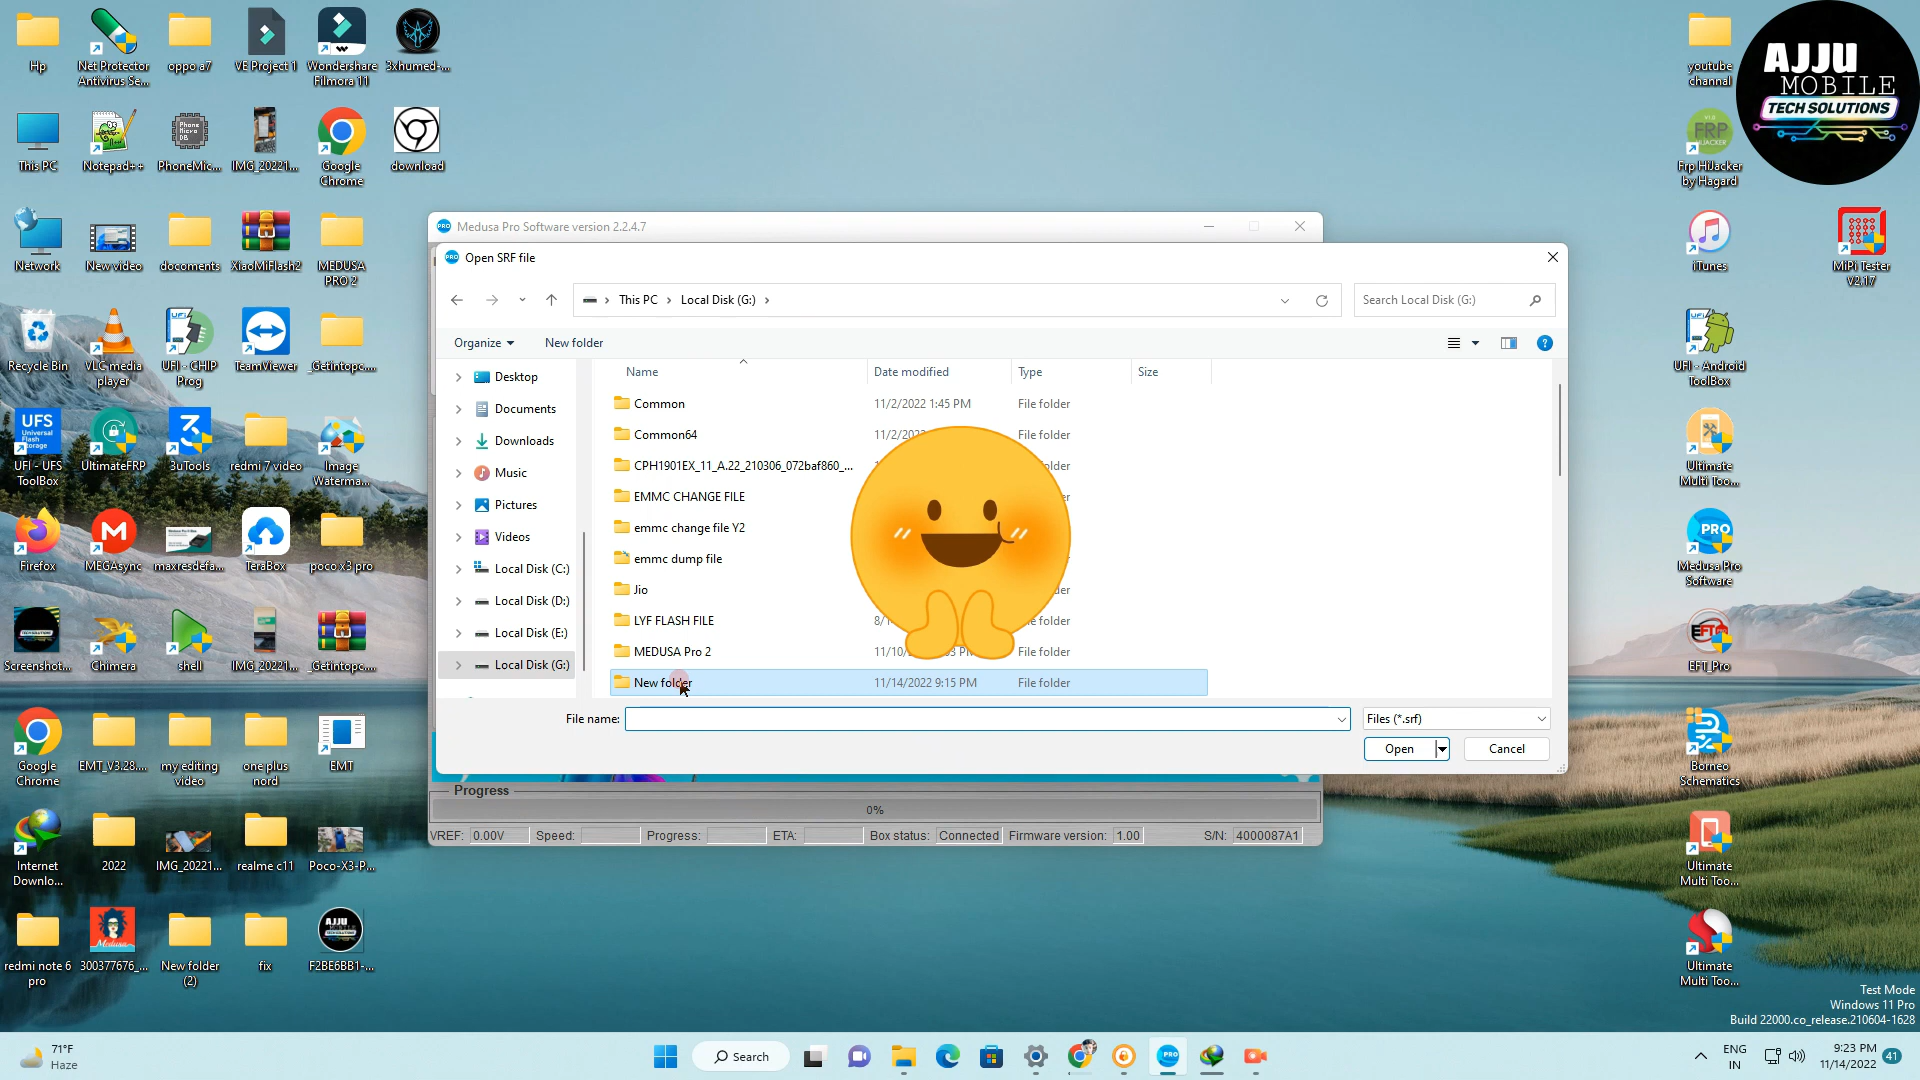 Hp
Net Protector
Antivirus Se...
oppo a7
VE Project 1
Wondershare
Filmora 11
3xhumed-...
This PC
Notepad++
PhoneMic...
IMG_20221...
Google
Chrome
download
Network
New video
documents
XiaoMiFlash2
MEDUSA
PRO 2
Recycle Bin
VLC media
player
UFI - CHIP
Prog
TeamViewer
_Getintopc....
UFS
Universal
Flash
Storage
UFI - UFS
ToolBox
UltimateFRP
3uTools
redmi 7 video
Image
Waterma...
Firefox
MEGAsync
maxresdefa...
TeraBox
poco x3 pro
Screenshot...
Chimera
shell
IMG_20221...
_Getintopc....
Google
Chrome
EMT_V3.28....
my editing
video
one plus
nord
EMT
Internet
Downlo...
2022
IMG_20221...
realme c11
Poco-X3-P...
redmi note 6
pro
300377676_...
New folder
(2)
fix
F2BE6BB1-...
youtube
channel
AJJU
MOBILE
TECH SOLUTIONS
Frp HiJacker
by Hagard
iTunes
MiPi Tester
V2.17
UFI - Android
ToolBox
Ultimate
Multi Too...
PRO
Medusa Pro
Software
EFT Pro
Borneo
Schematics
Ultimate
Multi Too...
Ultimate
Multi Too...
Medusa Pro Software version 2.2.4.7
Open SRF file
This PC > Local Disk (G:) >
Search Local Disk (G:)
Organize
New folder
Desktop
Documents
Downloads
Music
Pictures
Videos
Local Disk (C:)
Local Disk (D:)
Local Disk (E:)
Local Disk (G:)
Name Date modified Type Size
Common 11/2/2022 1:45 PM File folder
Common64 11/2/202 File folder
CPH1901EX_11_A.22_210306_072baf860_...
EMMC CHANGE FILE
emmc change file Y2
emmc dump file
Jio
LYF FLASH FILE
MEDUSA Pro 2 11/10/ File folder
New folder 11/14/2022 9:15 PM File folder
File name:
Files (*.srf)
Open
Cancel
Progress
0%
VREF: 0.00V Speed: Progress: ETA: Box status: Connected Firmware version: 1.00 S/N: 4000087A1
Test Mode
Windows 11 Pro
Build 22000.co_release.210604-1628
71°F
Haze
Search
ENG
IN
9:23 PM
11/14/2022
41